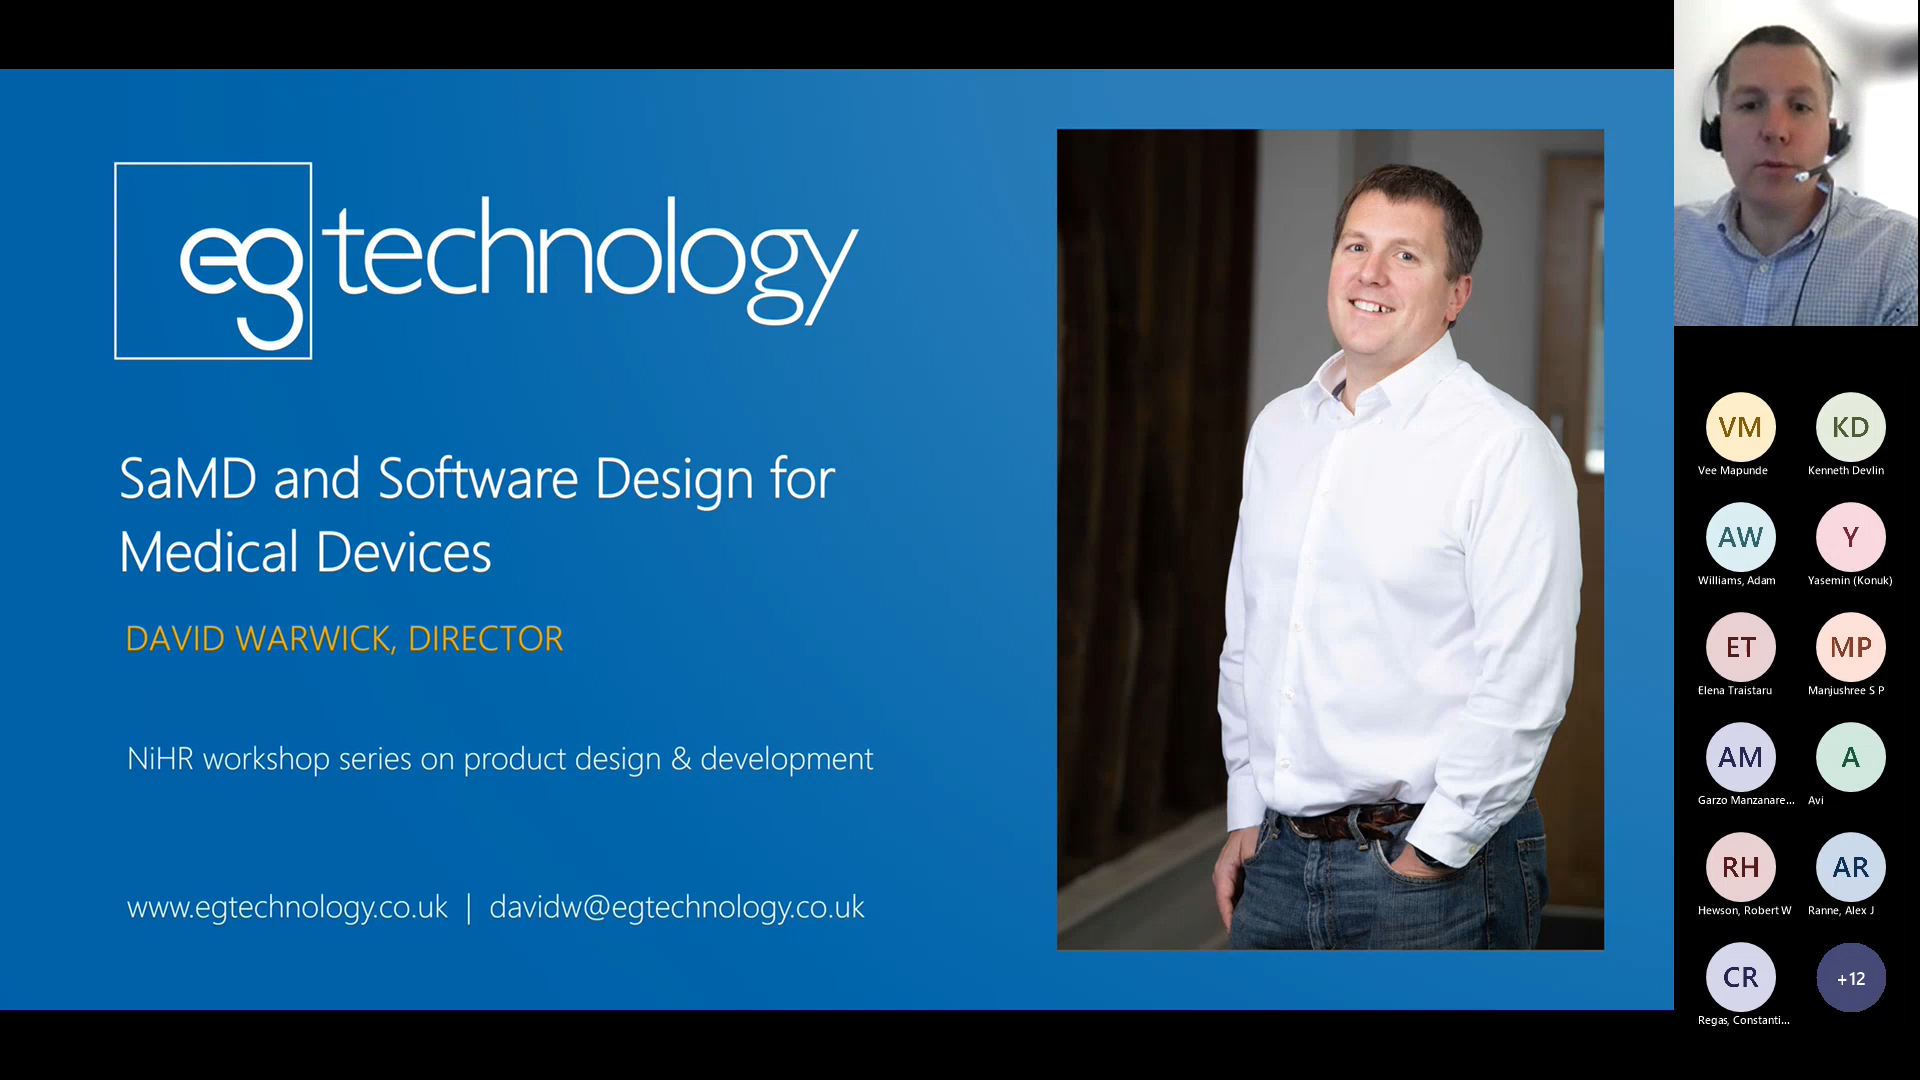 eg technology
SaMD and Software Design for
Medical Devices
DAVID WARWICK, DIRECTOR
NiHR workshop series on product design & development
www.egtechnology.co.uk | davidw@egtechnology.co.uk
VM KD
Vee Mapunde Kenneth Devlin
AW Y
Williams, Adam Yasemin (Konuk)
ET MP
Elena Traistaru Manjushree S P
AM A
Garzo Manzanare... Avi
RH AR
Hewson, Robert W Ranne, Alex J
CR +12
Regas, Constanti...